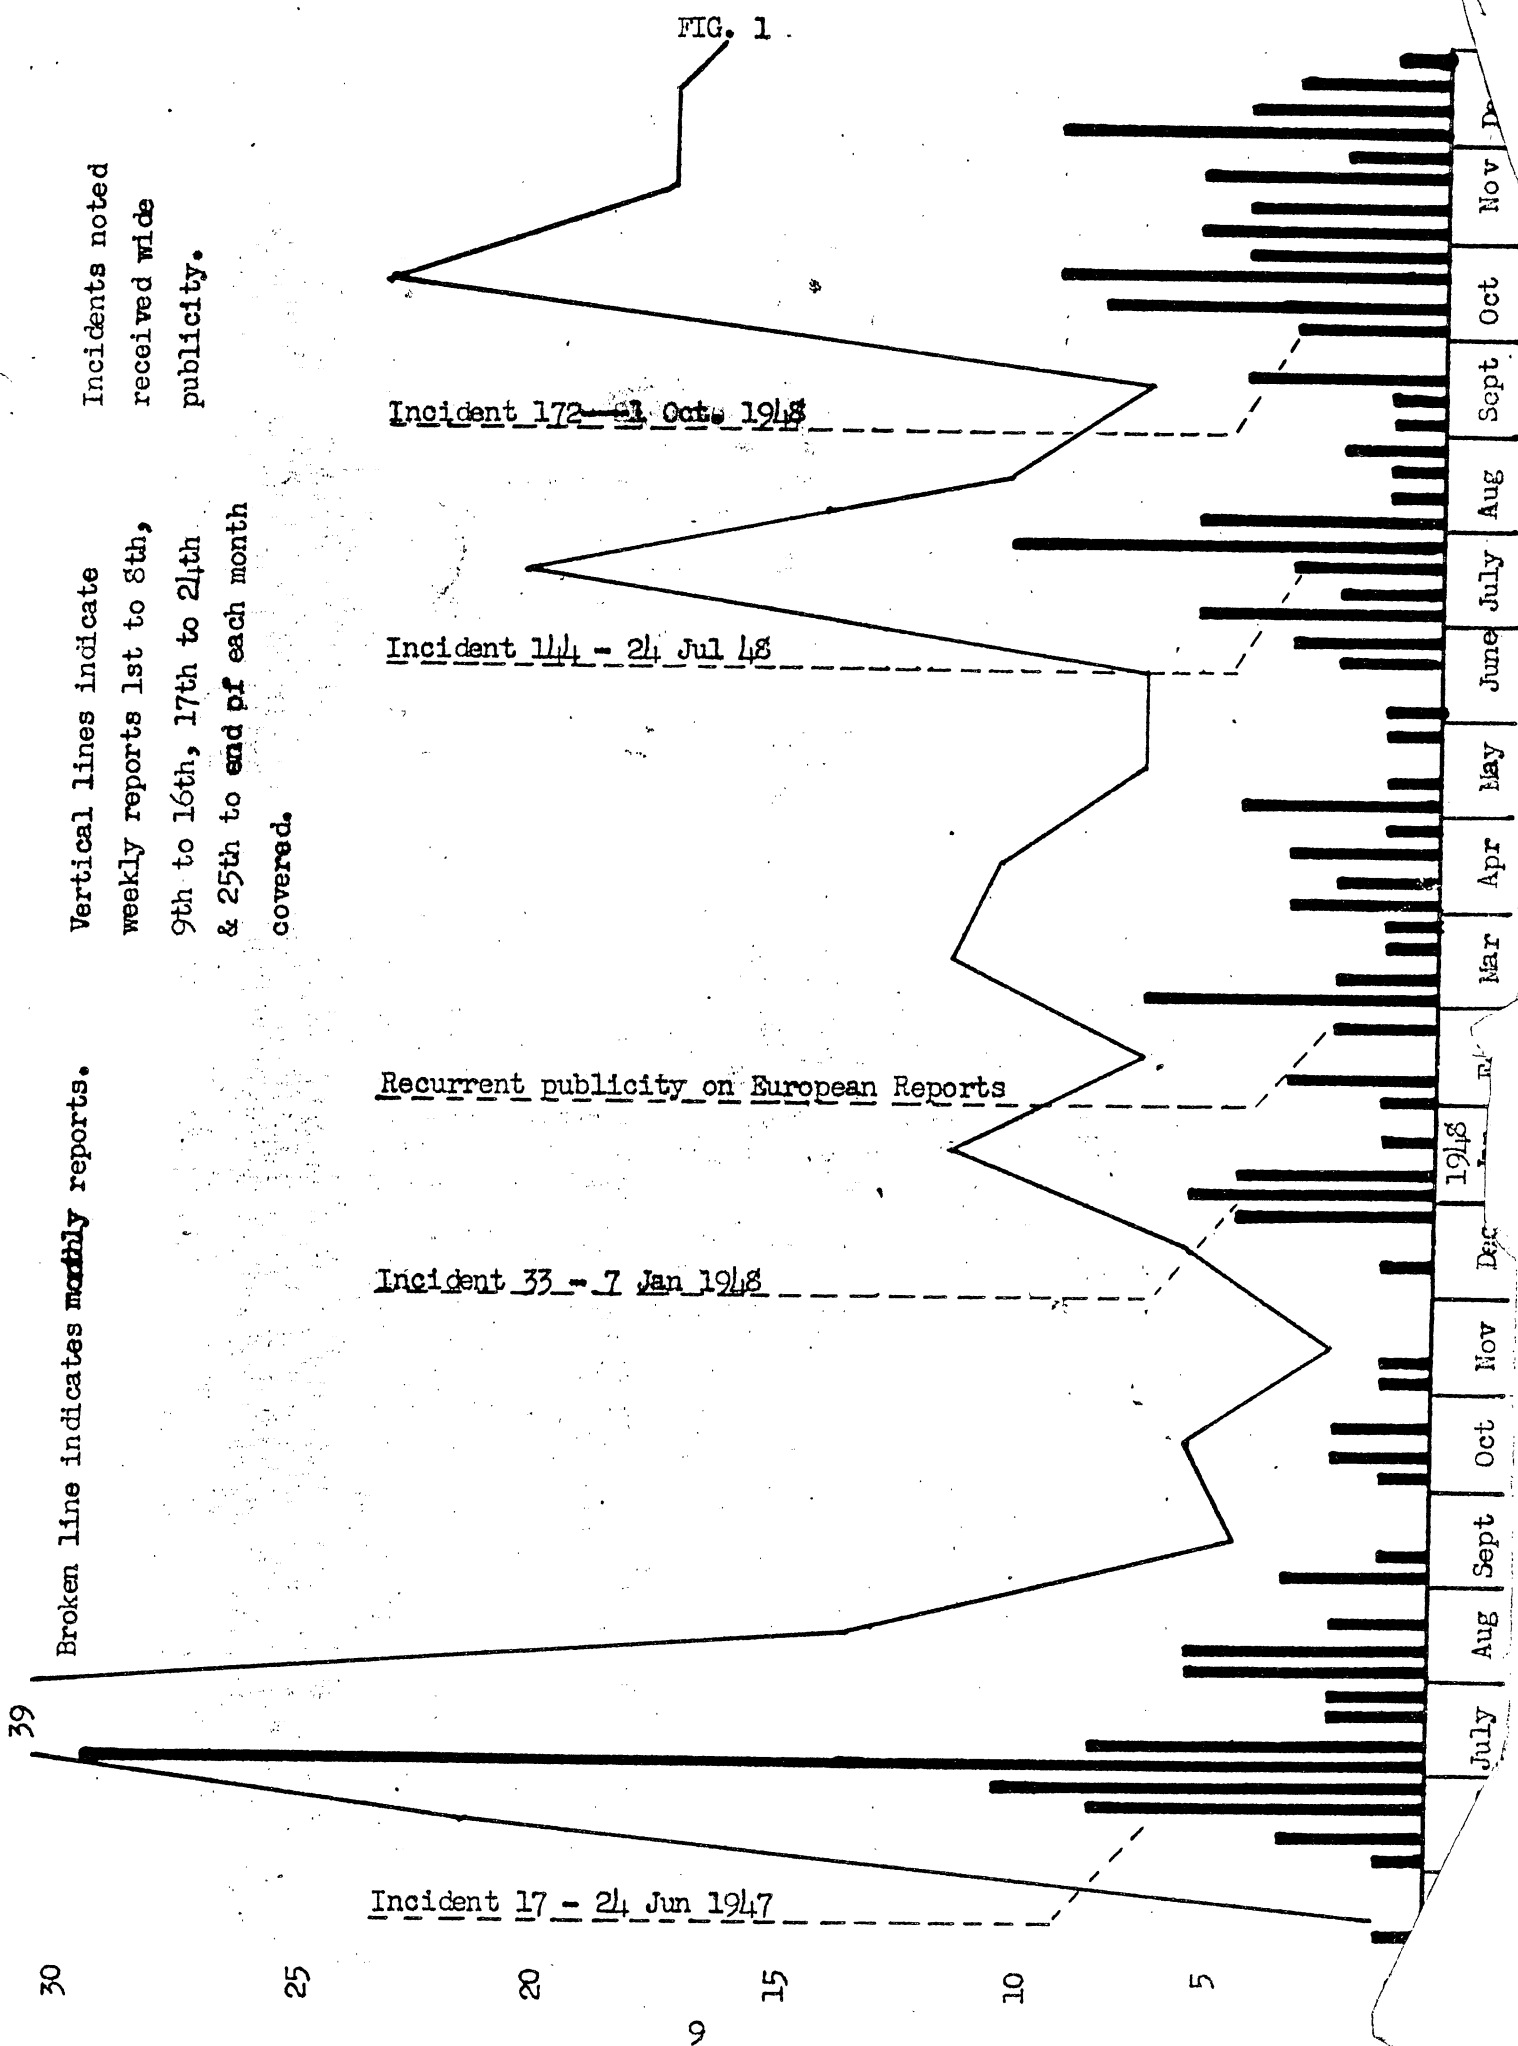 FIG. 1
Broken line indicates monthly reports.
Vertical lines indicate
weekly reports 1st to 8th,
9th to 16th, 17th to 24th
& 25th to end of each month
covered.
Incidents noted
received wide
publicity.
39
30
25
20
15
10
5
Incident 17 - 24 Jun 1947
Incident 33 - 7 Jan 1948
Recurrent publicity on European Reports
Incident 144 - 24 Jul 48
Incident 172 - 1 Oct. 1948
July
Aug
Sept
Oct
Nov
Dec
1948
Mar
Apr
May
June
July
Aug
Sept
Oct
Nov
9